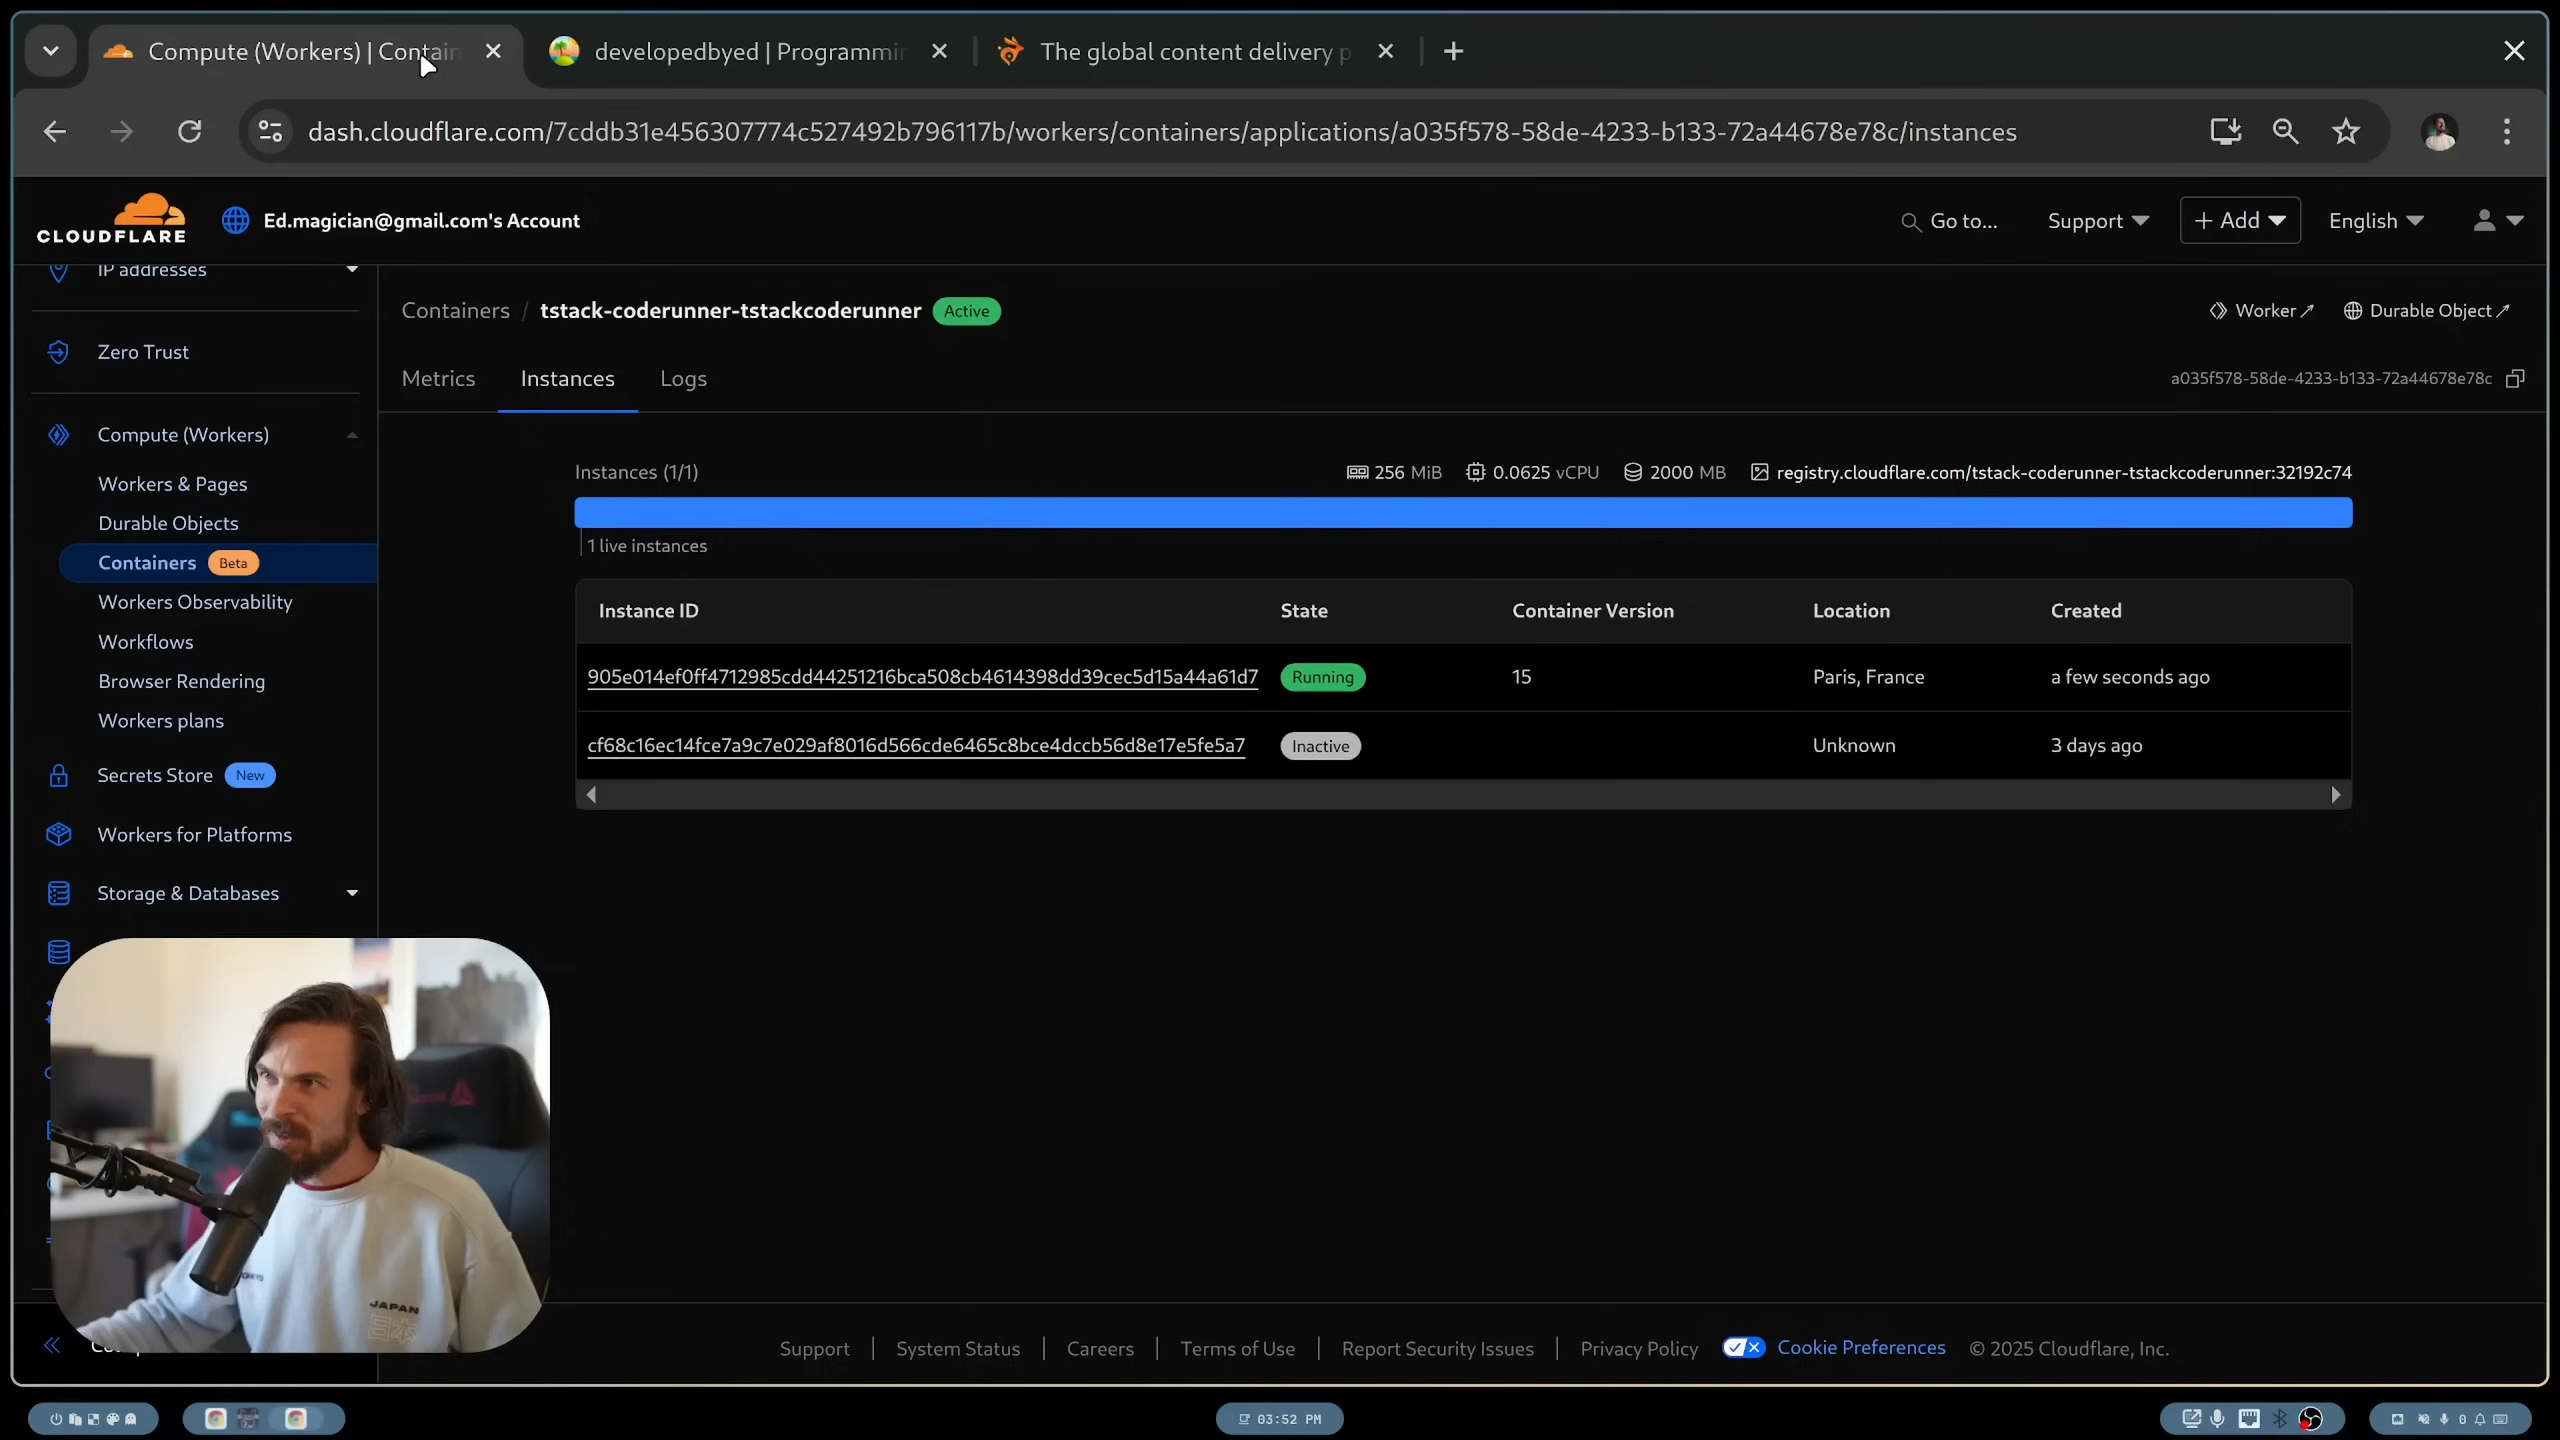 Compute (Workers) | Contain
developedbyed | Programmin
The global content delivery p
dash.cloudflare.com/7cddb31e456307774c527492b796117b/workers/containers/applications/a035f578-58de-4233-b133-72a44678e78c/instances
CLOUDFLARE
Ed.magician@gmail.com's Account
Go to...
Support
+ Add
English
IP addresses
Zero Trust
Compute (Workers)
Workers & Pages
Durable Objects
Containers Beta
Workers Observability
Workflows
Browser Rendering
Workers plans
Secrets Store New
Workers for Platforms
Storage & Databases
Containers / tstack-coderunner-tstackcoderunner Active
Worker
Durable Object
Metrics
Instances
Logs
a035f578-58de-4233-b133-72a44678e78c
Instances (1/1)
256 MiB
0.0625 vCPU
2000 MB
registry.cloudflare.com/tstack-coderunner-tstackcoderunner:32192c74
1 live instances
Instance ID State Container Version Location Created
905e014ef0ff4712985cdd44251216bca508cb4614398dd39cec5d15a44a61d7 Running 15 Paris, France a few seconds ago
cf68c16ec14fce7a9c7e029af8016d566cde6465c8bce4dccb56d8e17e5fe5a7 Inactive Unknown 3 days ago
JAPAN
日本
Support
System Status
Careers
Terms of Use
Report Security Issues
Privacy Policy
Cookie Preferences
© 2025 Cloudflare, Inc.
03:52 PM
0